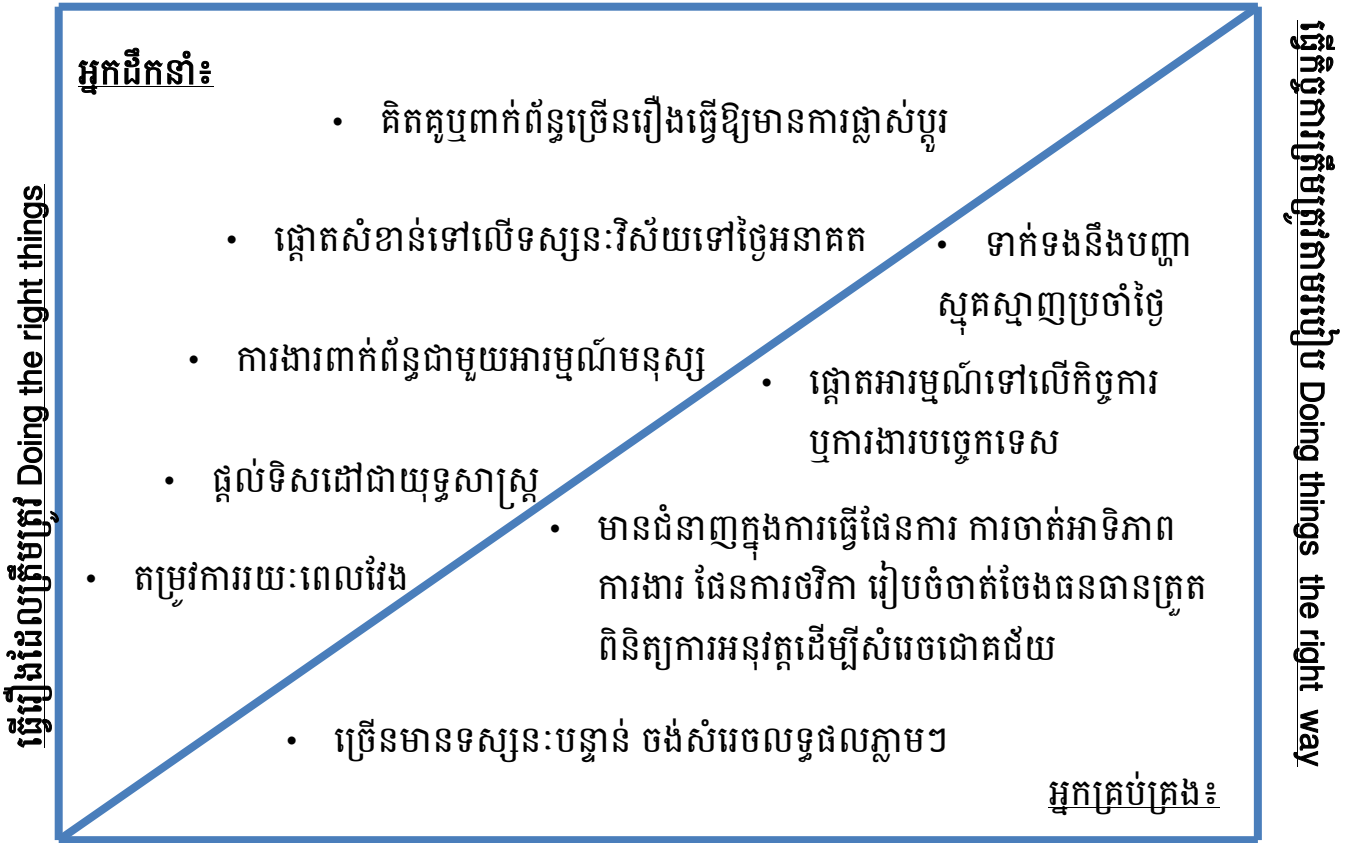 អ្នកដឹកនាំ៖
• គិតគូឬពាក់ព័ន្ធច្រើនរឿងធ្វើឱ្យមានការផ្លាស់ប្តូរ
• ផ្តោតសំខាន់ទៅលើទស្សនៈវិស័យទៅថ្ងៃអនាគត
• ការងារពាក់ព័ន្ធជាមួយអារម្មណ៍មនុស្ស
• ផ្តល់ទិសដៅជាយុទ្ធសាស្ត្រ
• តម្រូវការរយៈពេលវែង
ធ្វើរឿងដែលត្រឹមត្រូវ Doing the right things
• ទាក់ទងនឹងបញ្ហា
ស្មុគស្មាញប្រចាំថ្ងៃ
• ផ្តោតអារម្មណ៍ទៅលើកិច្ចការ
ឬការងារបច្ចេកទេស
• មានជំនាញក្នុងការធ្វើផែនការ ការចាត់អាទិភាព
ការងារ ផែនការថវិកា រៀបចំចាត់ចែងធនធានត្រួត
ពិនិត្យការអនុវត្តដើម្បីសំរេចជោគជ័យ
• ច្រើនមានទស្សនៈបន្ទាន់ ចង់សំរេចលទ្ធផលភ្លាមៗ
អ្នកគ្រប់គ្រង៖
ធ្វើកិច្ចការត្រឹមត្រូវតាមរបៀប Doing things the right way